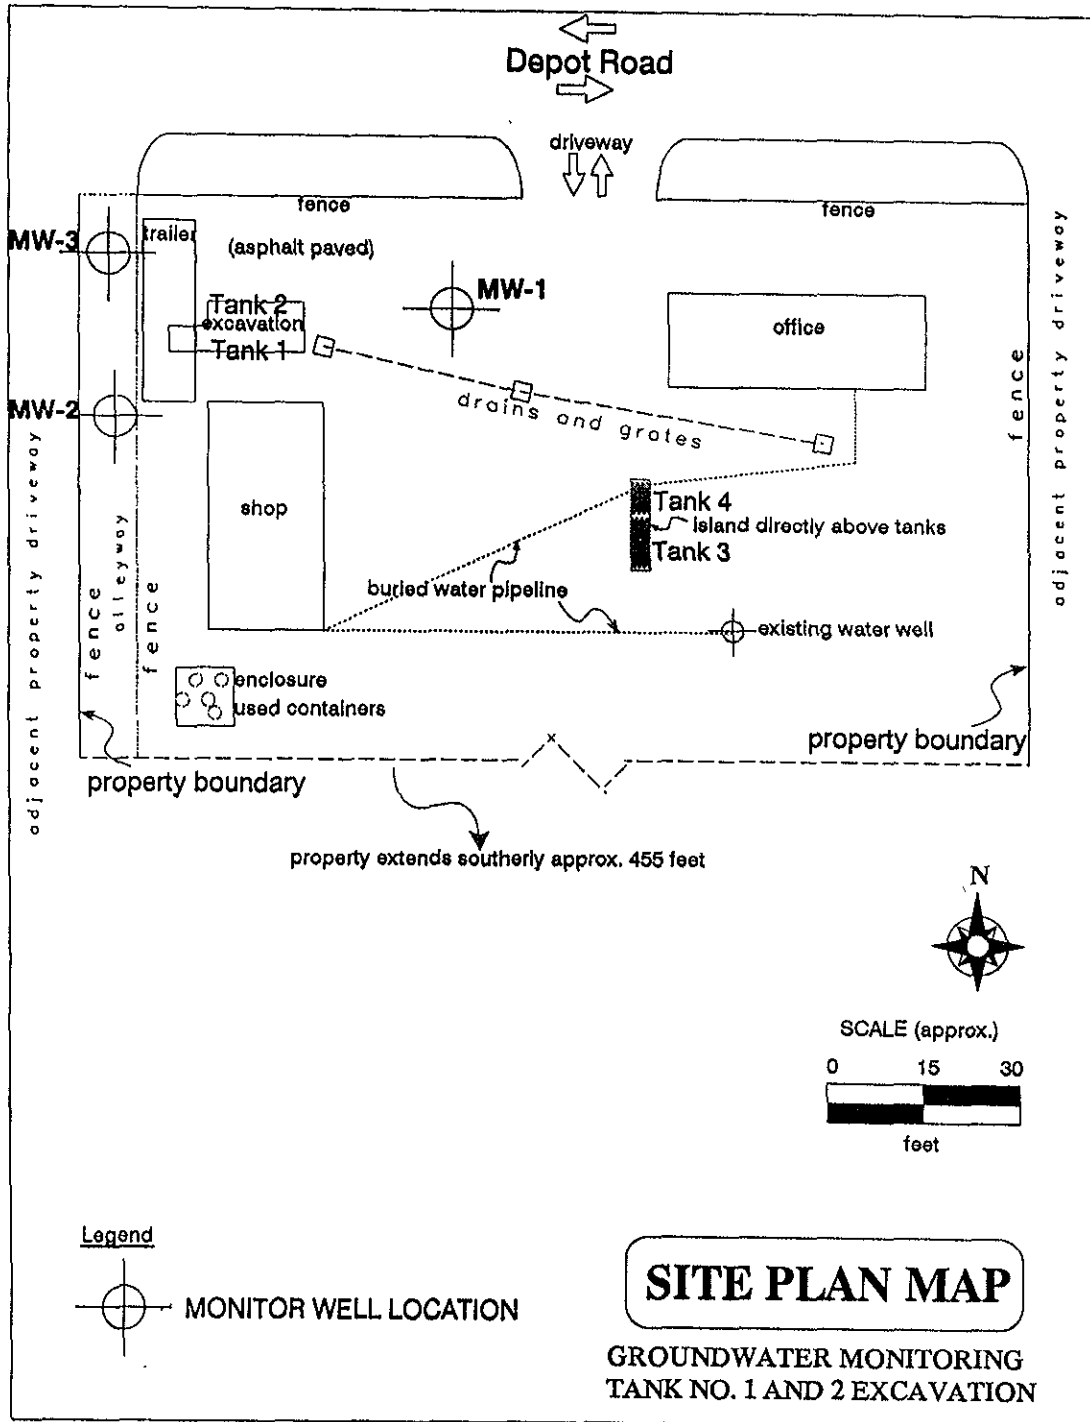 Depot Road
driveway
fence
fence
MW-3
trailer
(asphalt paved)
MW-1
Tank 2
excavation
Tank 1
office
MW-2
drains and grates
fence
adjacent property driveway
shop
Tank 4
island directly above tanks
Tank 3
buried water pipeline
existing water well
adjacent property driveway
fence
alleyway
fence
enclosure
used containers
property boundary
property boundary
property extends southerly approx. 455 feet
N
SCALE (approx.)
0 15 30
feet
Legend
MONITOR WELL LOCATION
SITE PLAN MAP
GROUNDWATER MONITORING
TANK NO. 1 AND 2 EXCAVATION